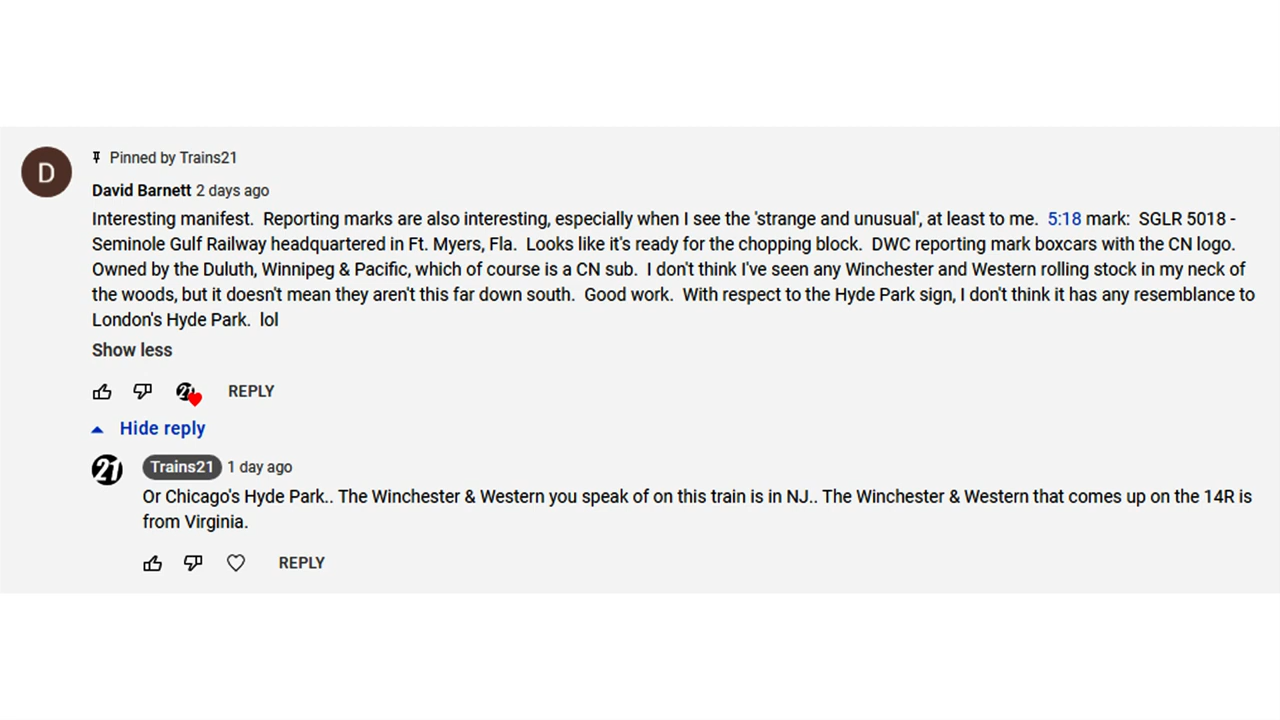 D
Pinned by Trains21
David Barnett 2 days ago
Interesting manifest.  Reporting marks are also interesting, especially when I see the 'strange and unusual', at least to me.  5:18 mark:  SGLR 5018 -
Seminole Gulf Railway headquartered in Ft. Myers, Fla.  Looks like it's ready for the chopping block.  DWC reporting mark boxcars with the CN logo.
Owned by the Duluth, Winnipeg & Pacific, which of course is a CN sub.  I don't think I've seen any Winchester and Western rolling stock in my neck of
the woods, but it doesn't mean they aren't this far down south.  Good work.  With respect to the Hyde Park sign, I don't think it has any resemblance to
London's Hyde Park.  lol
Show less
21 REPLY
Hide reply
21 Trains21 1 day ago
Or Chicago's Hyde Park.. The Winchester & Western you speak of on this train is in NJ.. The Winchester & Western that comes up on the 14R is
from Virginia.
REPLY